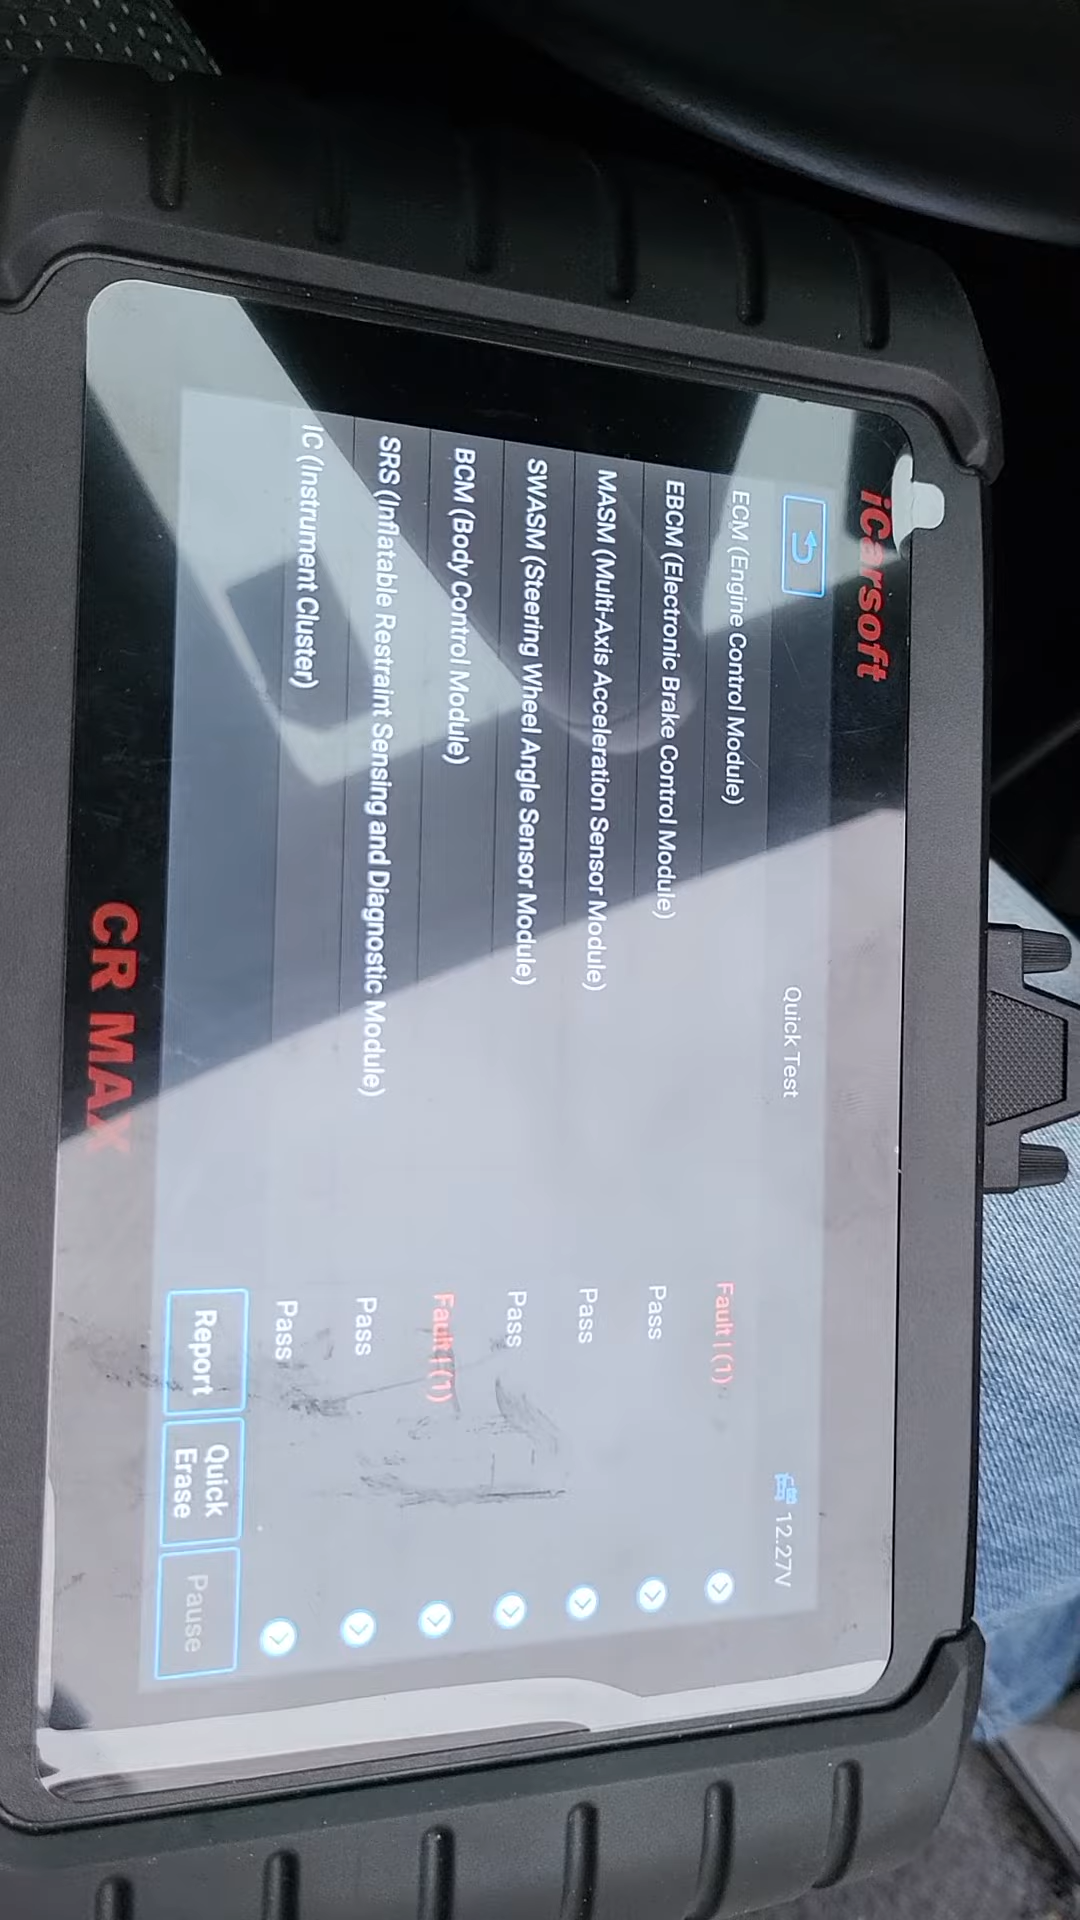 iCarsoft
Quick Test
12.27V
ECM (Engine Control Module) Fault ! (1)
EBCM (Electronic Brake Control Module) Pass
MASM (Multi-Axis Acceleration Sensor Module) Pass
SWASM (Steering Wheel Angle Sensor Module) Pass
BCM (Body Control Module) Fault ! (1)
SRS (Inflatable Restraint Sensing and Diagnostic Module) Pass
IC (Instrument Cluster) Pass
Report
Quick
Erase
Pause
CR MAX